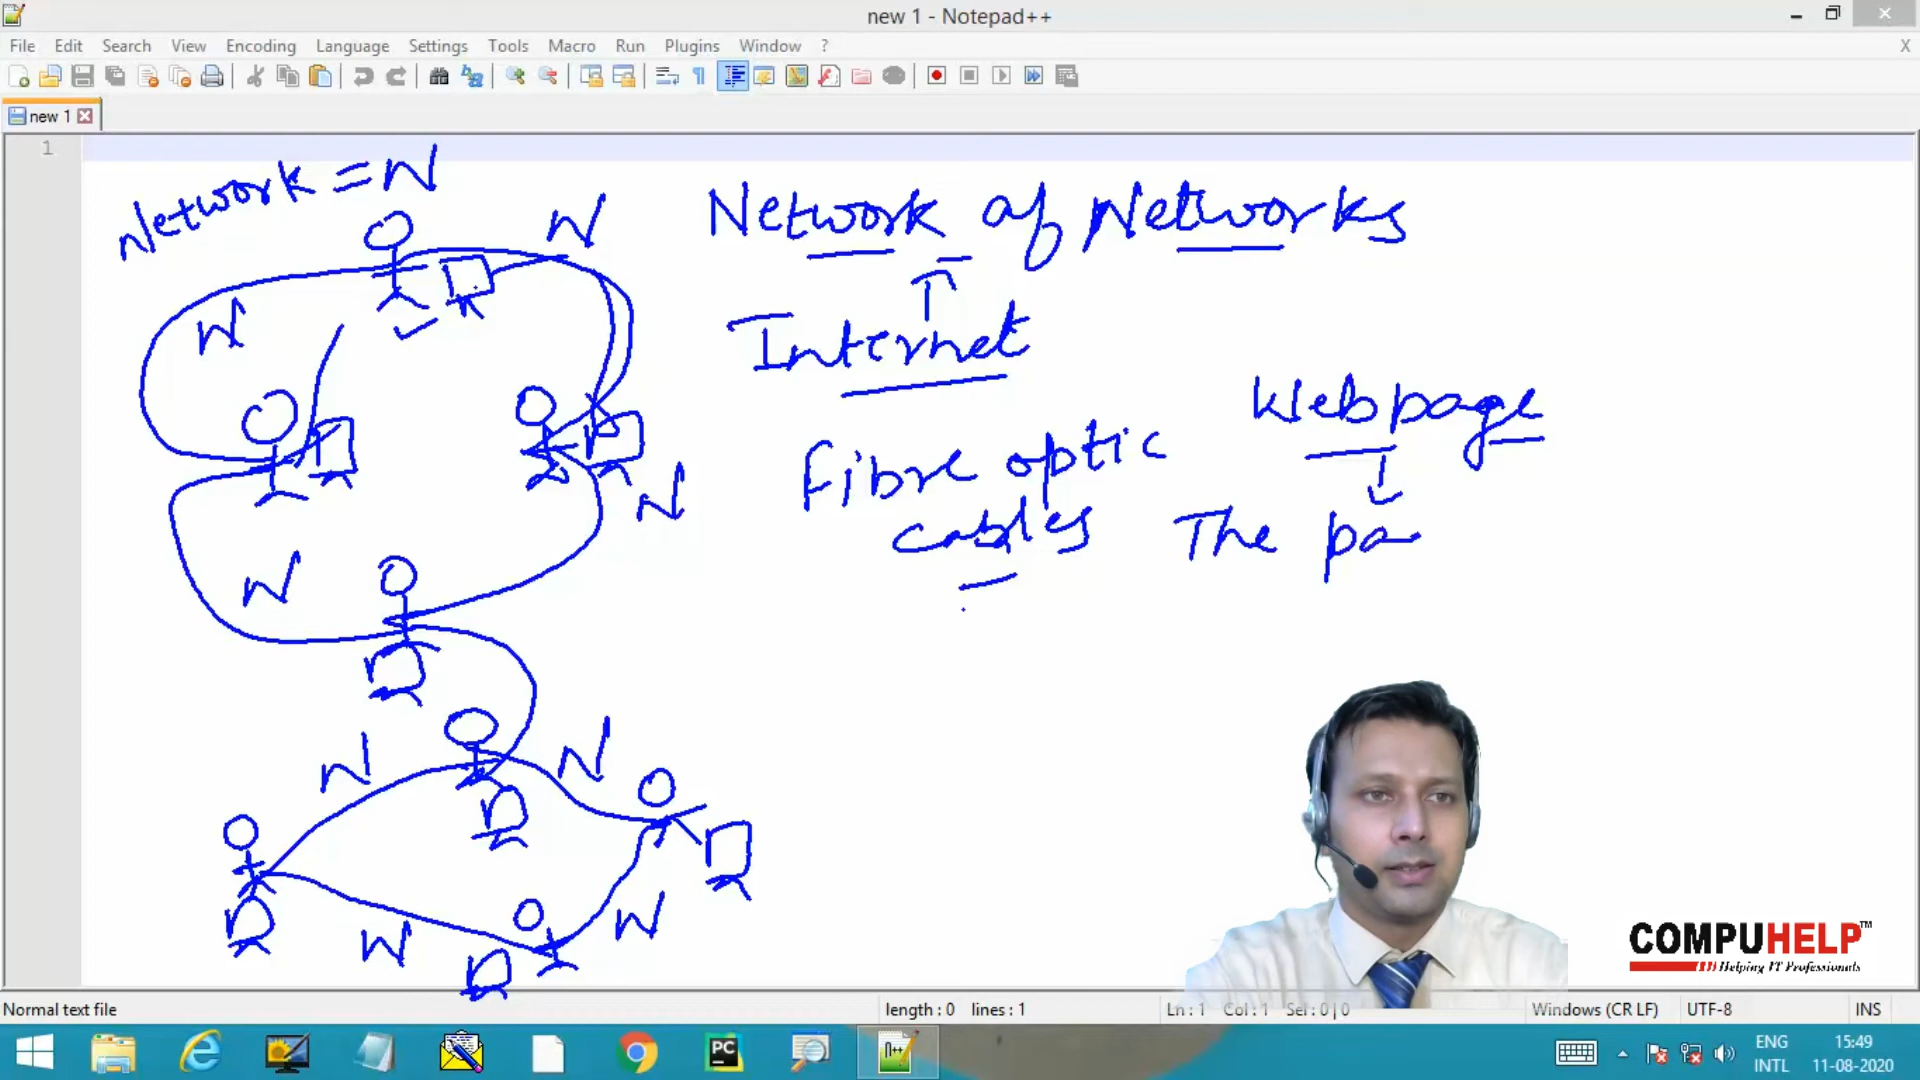 new 1 - Notepad++
File Edit Search View Encoding Language Settings Tools Macro Run Plugins Window ? X
new 1
1
Network = N
N
N
N
N
N
N
N
N
Network of Networks
Internet
Fibre optic
cables
Webpage
The pa
COMPUHELP™
Helping IT Professionals
Normal text file length : 0 lines : 1 Ln : 1 Col : 1 Sel : 0 | 0 Windows (CR LF) UTF-8 INS
PC
ENG
INTL
15:49
11-08-2020